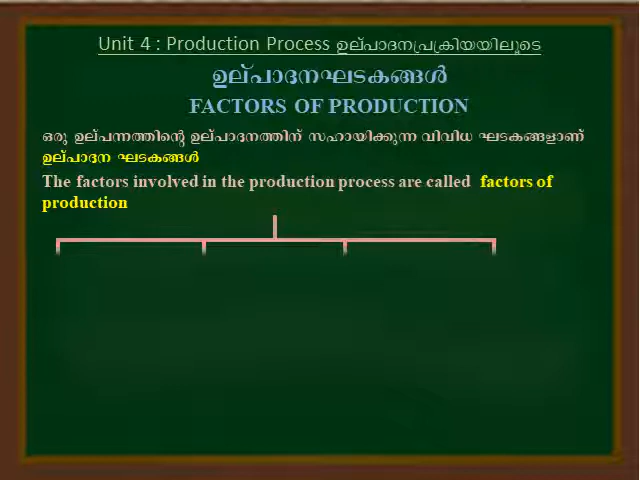 Unit 4 : Production Process ഉല്പാദനപ്രക്രിയയിലൂടെ
ഉല്പാദനഘടകങ്ങൾ
FACTORS OF PRODUCTION
ഒരു ഉല്പന്നത്തിന്റെ ഉല്പാദനത്തിന് സഹായിക്കുന്ന വിവിധ ഘടകങ്ങളാണ്
ഉല്പാദന ഘടകങ്ങൾ
The factors involved in the production process are called factors of
production